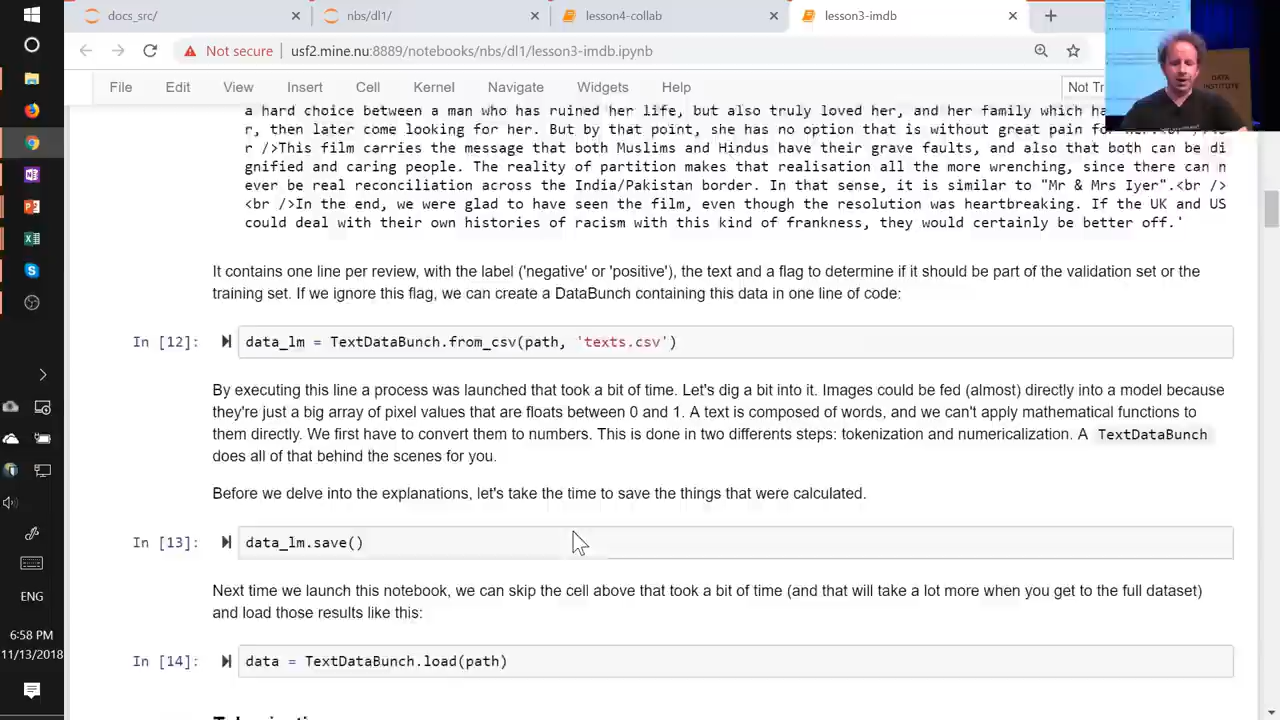 docs_src/
nbs/dl1/
lesson4-collab
lesson3-imdb
Not secure
usf2.mine.nu:8889/notebooks/nbs/dl1/lesson3-imdb.ipynb
File Edit View Insert Cell Kernel Navigate Widgets Help
Not Tr
DATA
INSTITUTE
a hard choice between a man who has ruined her life, but also truly loved her, and her family which ha
r, then later come looking for her. But by that point, she has no option that is without great pain for
r />This film carries the message that both Muslims and Hindus have their grave faults, and also that both can be di
gnified and caring people. The reality of partition makes that realisation all the more wrenching, since there can n
ever be real reconciliation across the India/Pakistan border. In that sense, it is similar to "Mr & Mrs Iyer".<br />
<br />In the end, we were glad to have seen the film, even though the resolution was heartbreaking. If the UK and US
could deal with their own histories of racism with this kind of frankness, they would certainly be better off.'
It contains one line per review, with the label ('negative' or 'positive'), the text and a flag to determine if it should be part of the validation set or the
training set. If we ignore this flag, we can create a DataBunch containing this data in one line of code:
In [12]: data_lm = TextDataBunch.from_csv(path, 'texts.csv')
By executing this line a process was launched that took a bit of time. Let's dig a bit into it. Images could be fed (almost) directly into a model because
they're just a big array of pixel values that are floats between 0 and 1. A text is composed of words, and we can't apply mathematical functions to
them directly. We first have to convert them to numbers. This is done in two differents steps: tokenization and numericalization. A TextDataBunch
does all of that behind the scenes for you.
Before we delve into the explanations, let's take the time to save the things that were calculated.
In [13]: data_lm.save()
Next time we launch this notebook, we can skip the cell above that took a bit of time (and that will take a lot more when you get to the full dataset)
and load those results like this:
In [14]: data = TextDataBunch.load(path)
ENG
6:58 PM
11/13/2018